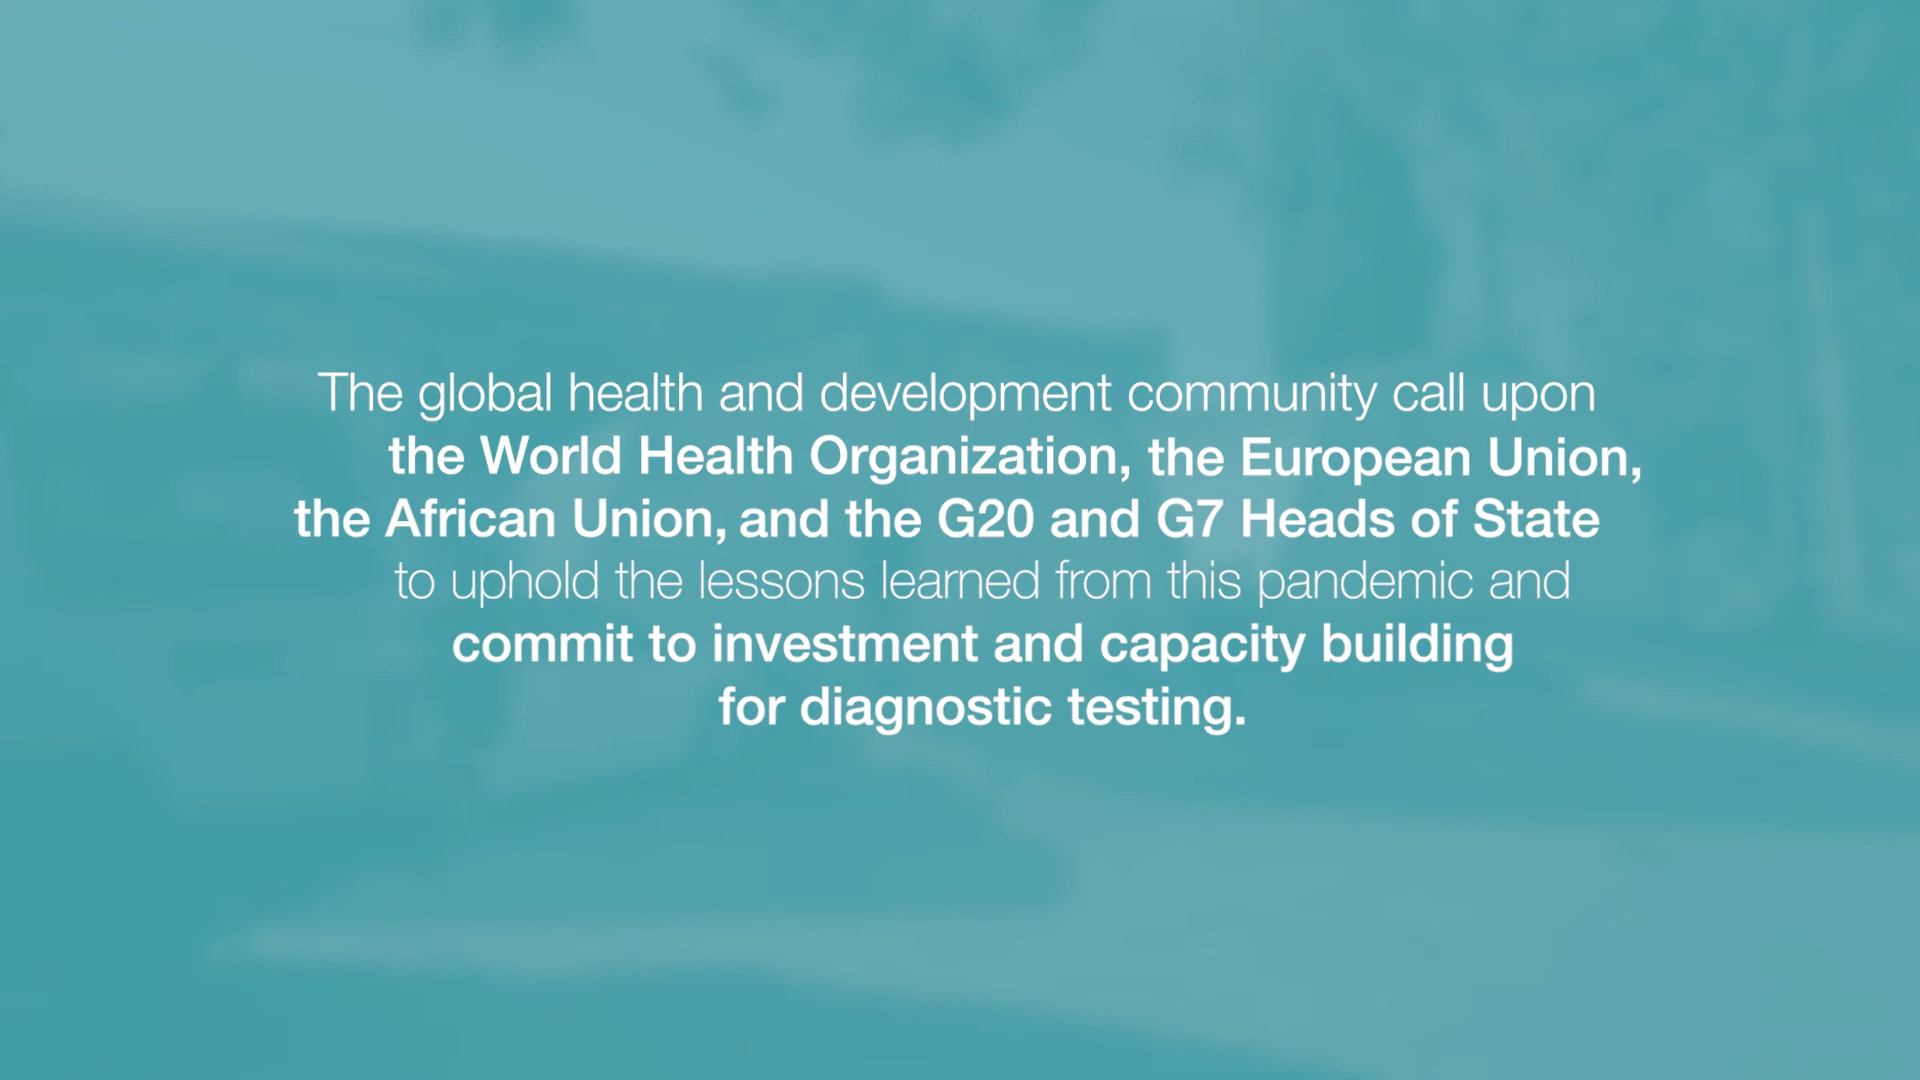 The global health and development community call upon
the World Health Organization, the European Union,
the African Union, and the G20 and G7 Heads of State
to uphold the lessons learned from this pandemic and
commit to investment and capacity building
for diagnostic testing.